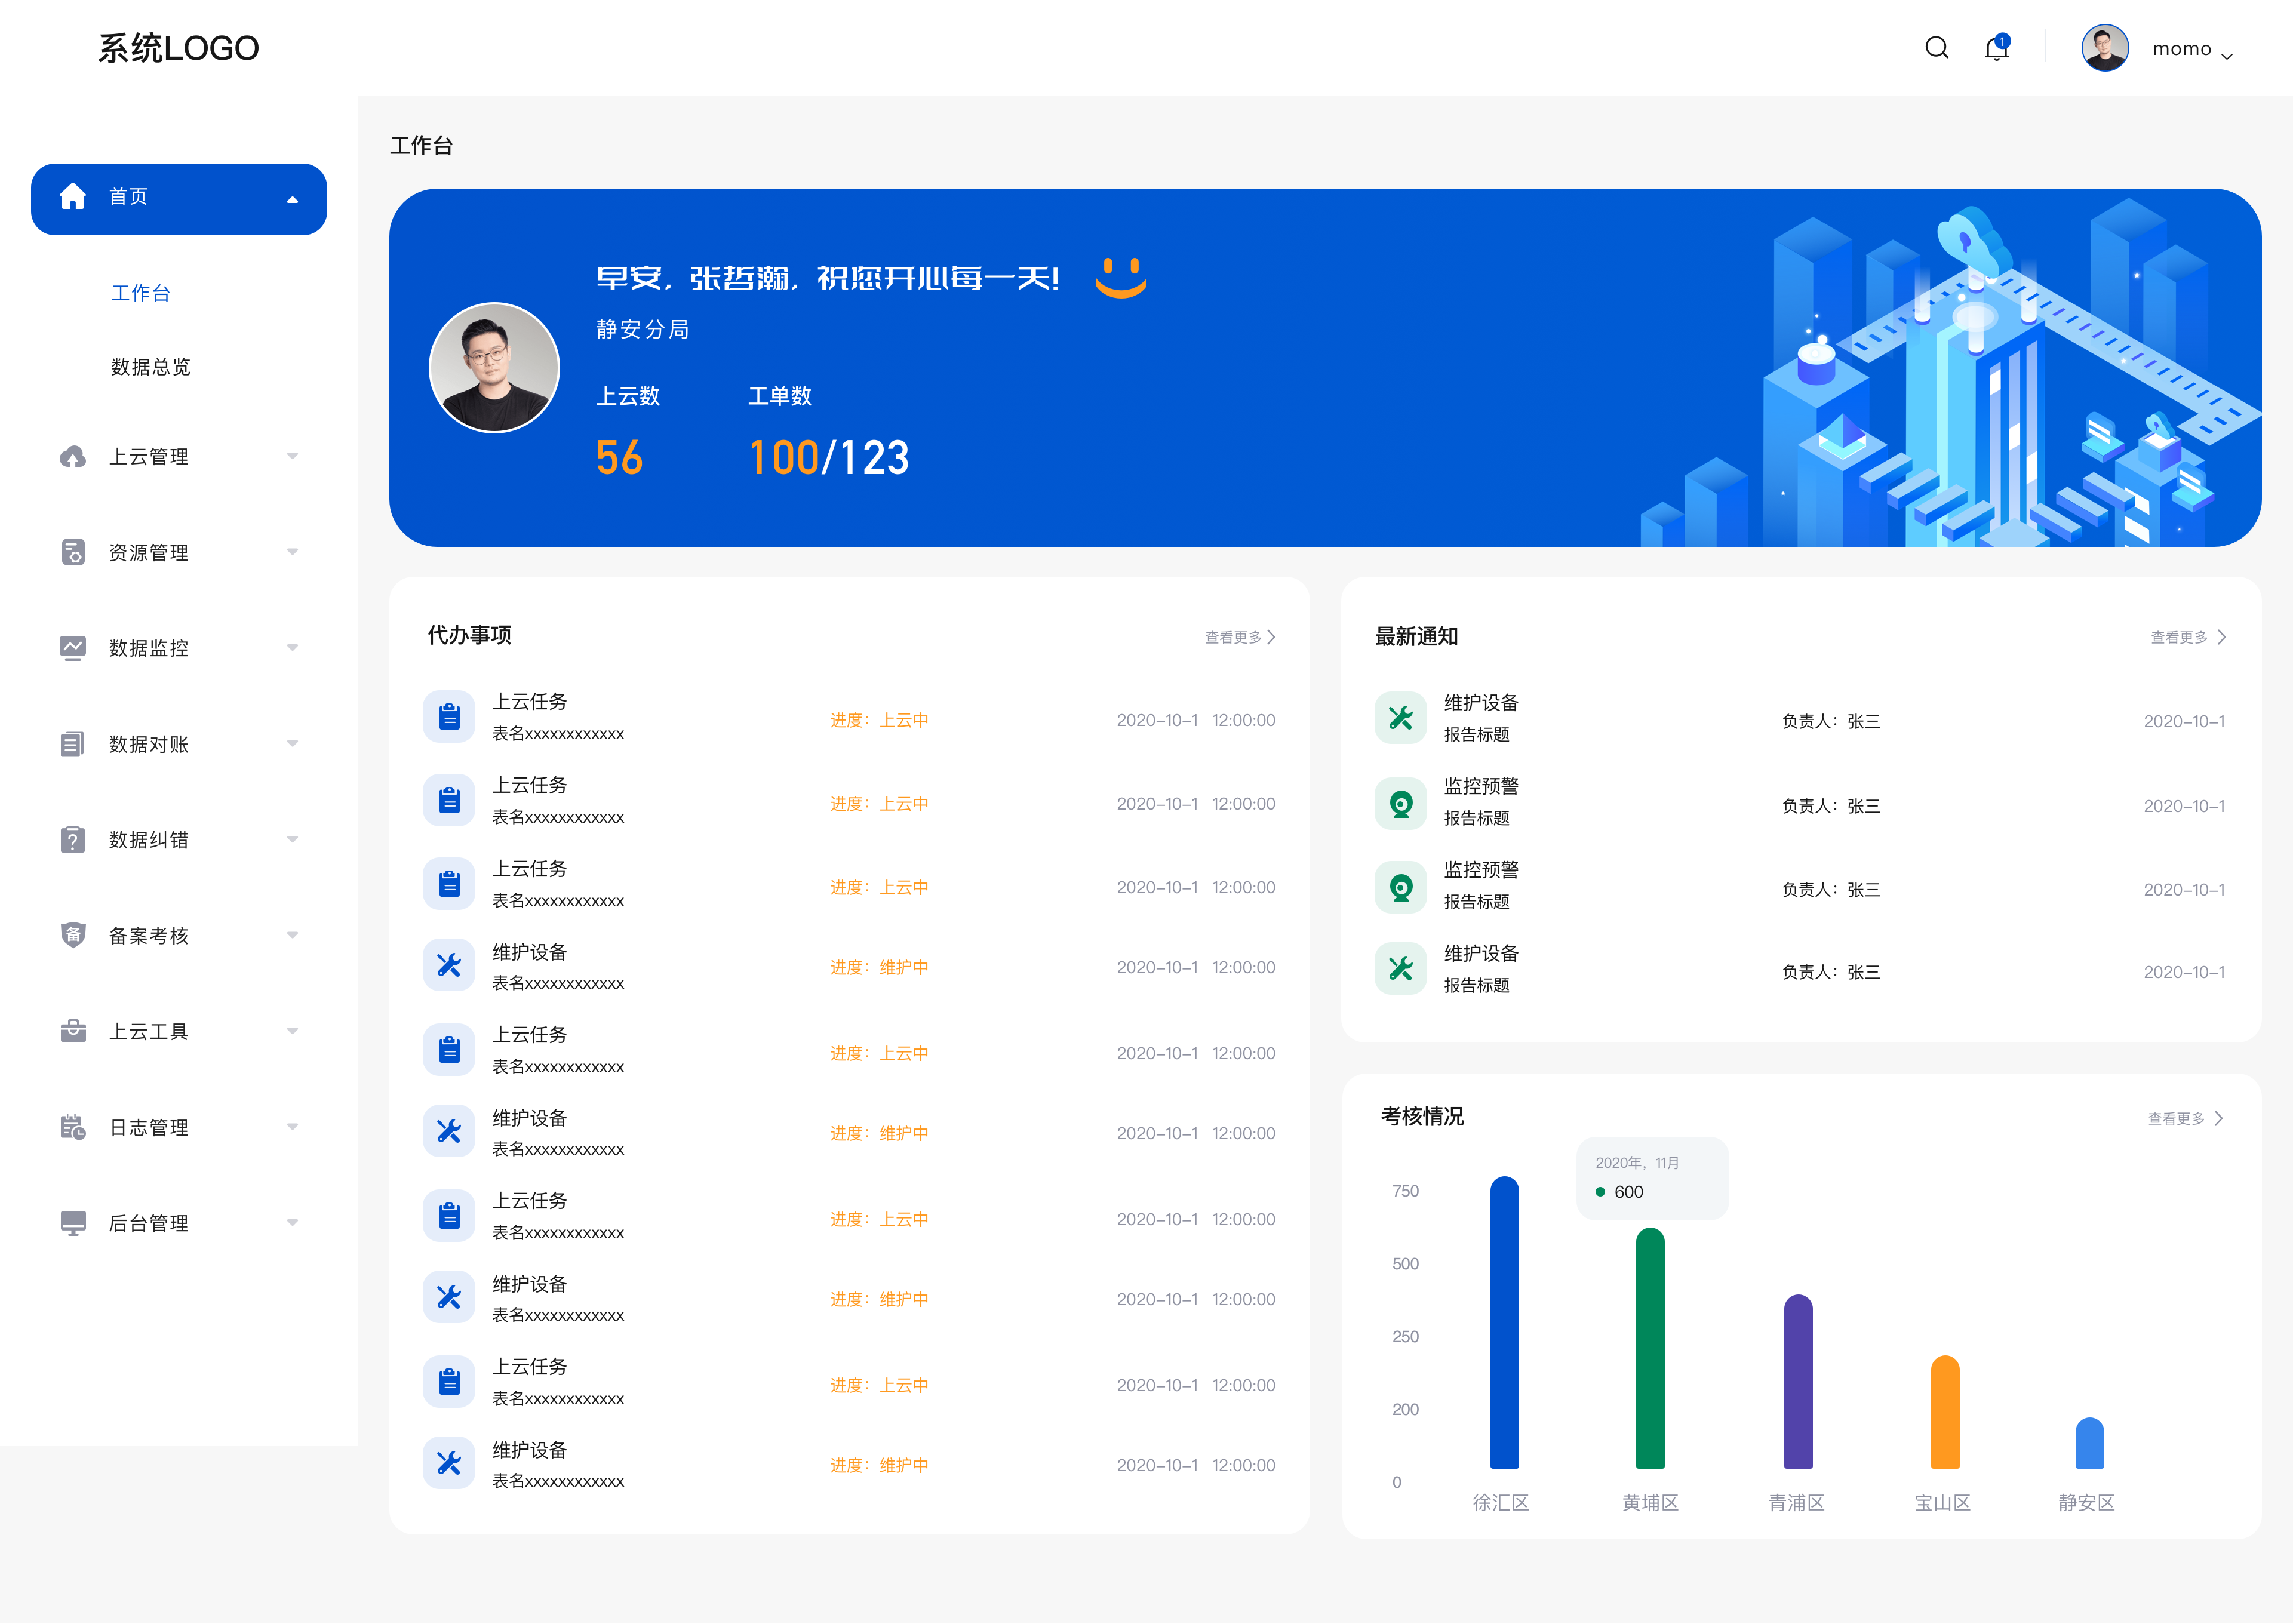 系统LOGO
1
momo
首页
工作台
数据总览
上云管理
资源管理
数据监控
数据对账
数据纠错
备
备案考核
上云工具
日志管理
后台管理
工作台
早安, 张哲瀚, 祝您开心每一天!
静安分局
上云数 工单数
56 100/123
代办事项 查看更多
上云任务
表名xxxxxxxxxxxx
进度：上云中
2020-10-1 12:00:00
上云任务
表名xxxxxxxxxxxx
进度：上云中
2020-10-1 12:00:00
上云任务
表名xxxxxxxxxxxx
进度：上云中
2020-10-1 12:00:00
维护设备
表名xxxxxxxxxxxx
进度：维护中
2020-10-1 12:00:00
上云任务
表名xxxxxxxxxxxx
进度：上云中
2020-10-1 12:00:00
维护设备
表名xxxxxxxxxxxx
进度：维护中
2020-10-1 12:00:00
上云任务
表名xxxxxxxxxxxx
进度：上云中
2020-10-1 12:00:00
维护设备
表名xxxxxxxxxxxx
进度：维护中
2020-10-1 12:00:00
上云任务
表名xxxxxxxxxxxx
进度：上云中
2020-10-1 12:00:00
维护设备
表名xxxxxxxxxxxx
进度：维护中
2020-10-1 12:00:00
最新通知 查看更多
维护设备
报告标题
负责人：张三
2020-10-1
监控预警
报告标题
负责人：张三
2020-10-1
监控预警
报告标题
负责人：张三
2020-10-1
维护设备
报告标题
负责人：张三
2020-10-1
考核情况 查看更多
2020年，11月
600
750
500
250
200
0
徐汇区 黄埔区 青浦区 宝山区 静安区